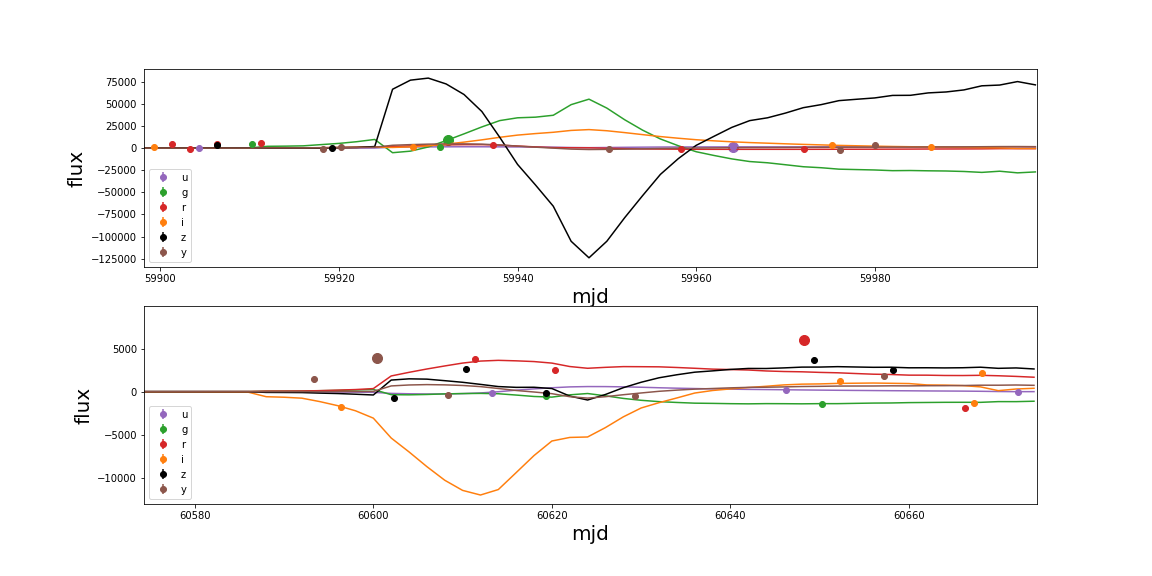 75000
50000
25000
0
−25000
−50000
−75000
−100000
−125000
flux
u
g
r
i
z
y
59900 59920 59940 59960 59980
mjd
5000
0
−5000
−10000
flux
u
g
r
i
z
y
60580 60600 60620 60640 60660
mjd